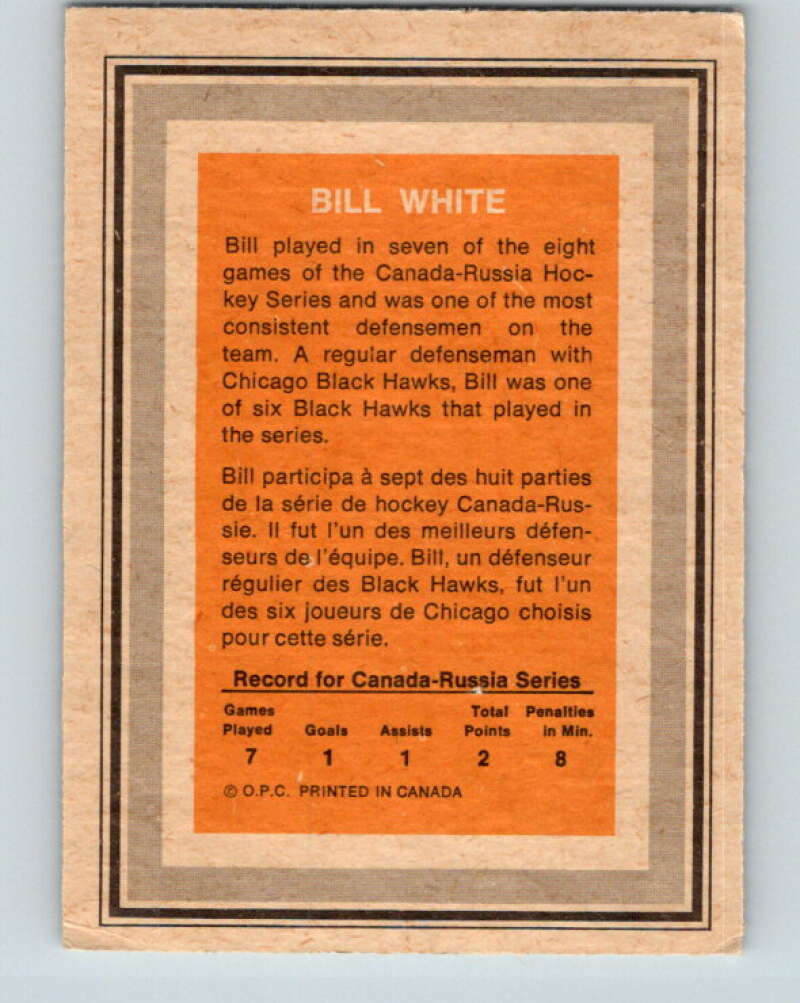 BILL WHITE
Bill played in seven of the eight
games of the Canada-Russia Hoc-
key Series and was one of the most
consistent defensemen on the
team. A regular defenseman with
Chicago Black Hawks, Bill was one
of six Black Hawks that played in
the series.
Bill participa à sept des huit parties
de la série de hockey Canada-Rus-
sie. Il fut l'un des meilleurs défen-
seurs de l'équipe. Bill, un défenseur
régulier des Black Hawks, fut l'un
des six joueurs de Chicago choisis
pour cette série.
Record for Canada-Russia Series
Games Total Penalties
Played Goals Assists Points in Min.
7 1 1 2 8
© O.P.C. PRINTED IN CANADA